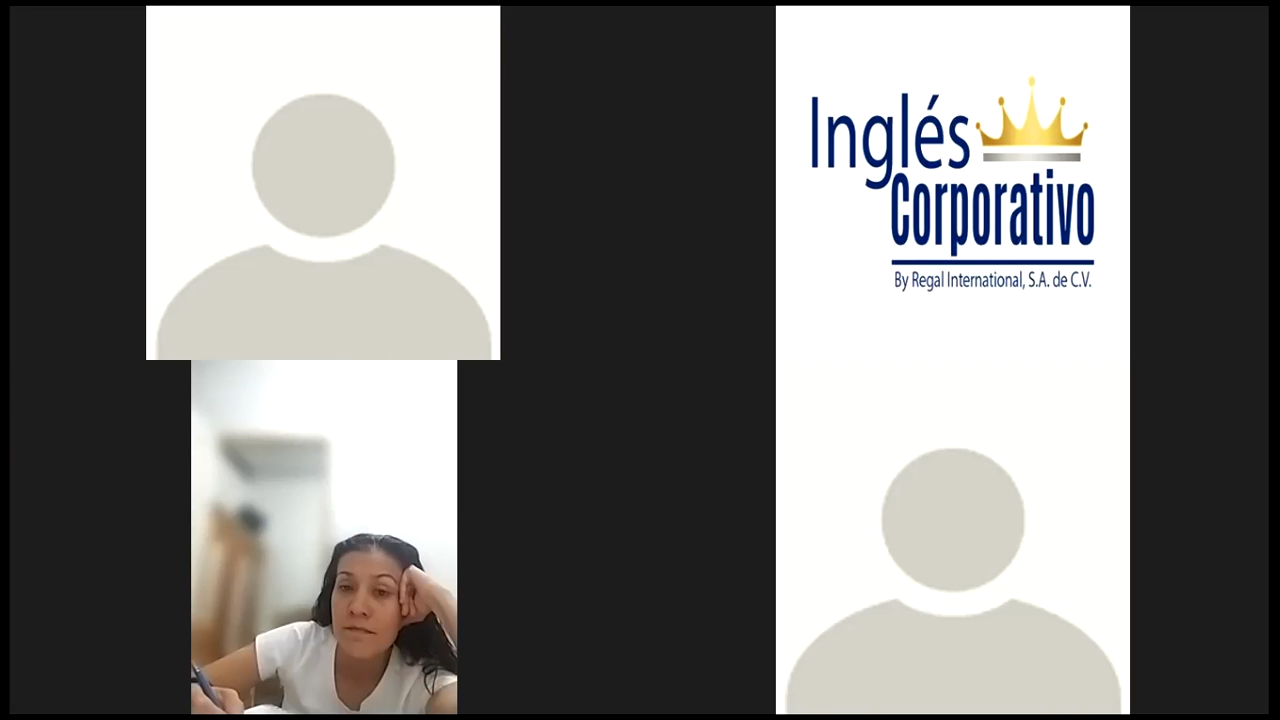 Inglés
Corporativo
By Regal International, S.A. de C.V.